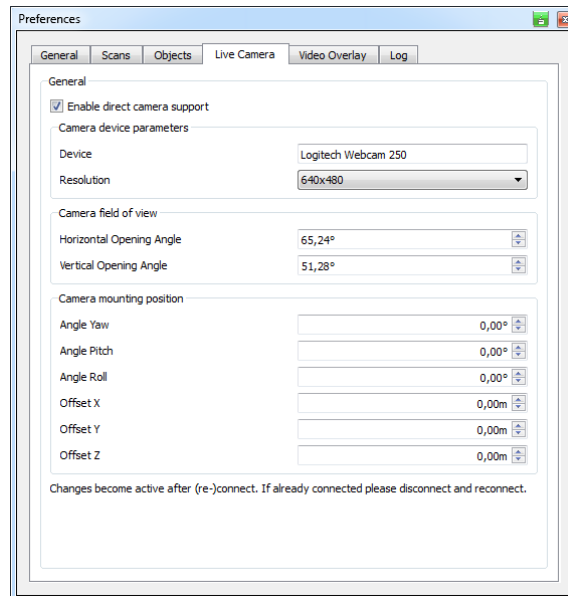 Preferences
General Scans Objects Live Camera Video Overlay Log
General
Enable direct camera support
Camera device parameters
Device Logitech Webcam 250
Resolution 640x480
Camera field of view
Horizontal Opening Angle 65,24°
Vertical Opening Angle 51,28°
Camera mounting position
Angle Yaw 0,00°
Angle Pitch 0,00°
Angle Roll 0,00°
Offset X 0,00m
Offset Y 0,00m
Offset Z 0,00m
Changes become active after (re-)connect. If already connected please disconnect and reconnect.